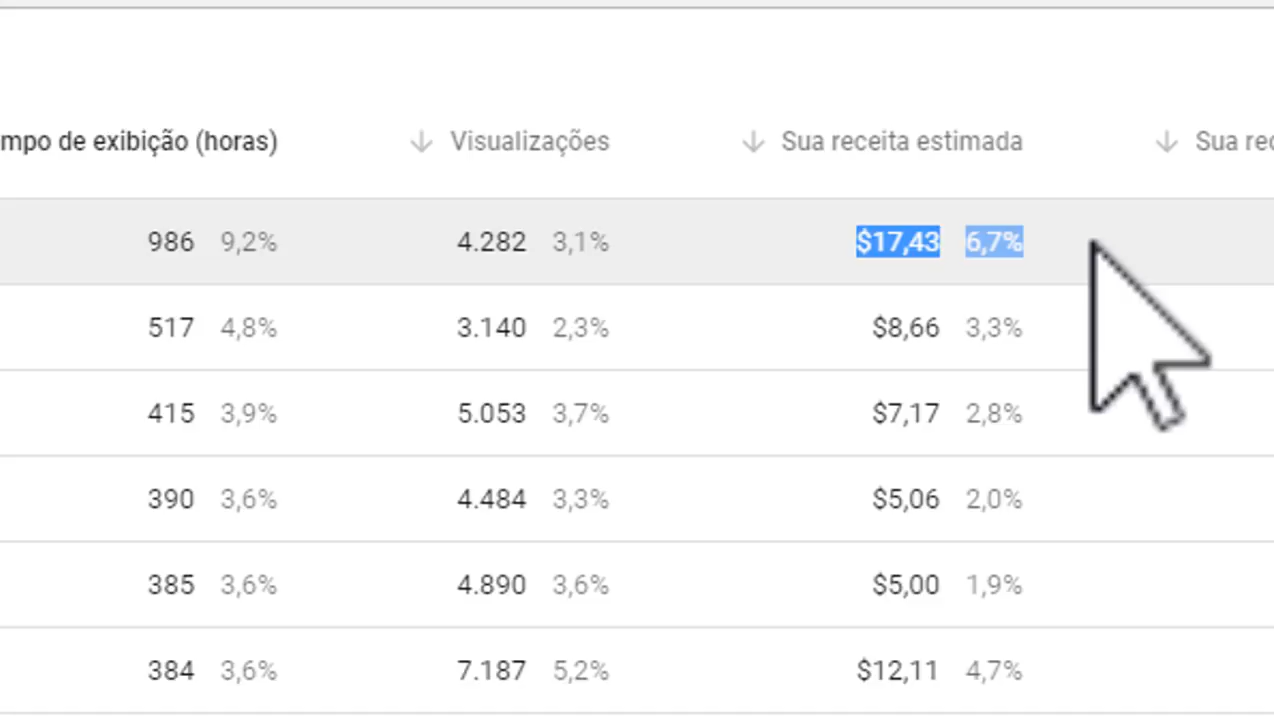 mpo de exibição (horas) ↓ Visualizações ↓ Sua receita estimada ↓ Sua rec
986 9,2% 4.282 3,1% $17,43 6,7%
517 4,8% 3.140 2,3% $8,66 3,3%
415 3,9% 5.053 3,7% $7,17 2,8%
390 3,6% 4.484 3,3% $5,06 2,0%
385 3,6% 4.890 3,6% $5,00 1,9%
384 3,6% 7.187 5,2% $12,11 4,7%